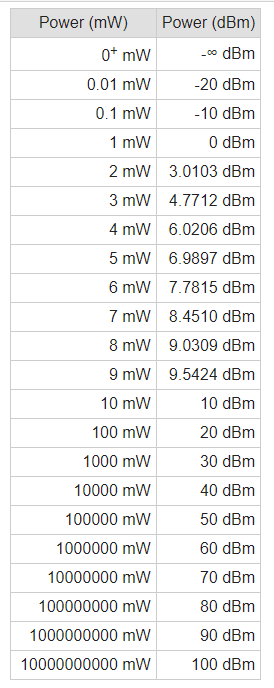 Power (mW) Power (dBm)
0⁺ mW -∞ dBm
0.01 mW -20 dBm
0.1 mW -10 dBm
1 mW 0 dBm
2 mW 3.0103 dBm
3 mW 4.7712 dBm
4 mW 6.0206 dBm
5 mW 6.9897 dBm
6 mW 7.7815 dBm
7 mW 8.4510 dBm
8 mW 9.0309 dBm
9 mW 9.5424 dBm
10 mW 10 dBm
100 mW 20 dBm
1000 mW 30 dBm
10000 mW 40 dBm
100000 mW 50 dBm
1000000 mW 60 dBm
10000000 mW 70 dBm
100000000 mW 80 dBm
1000000000 mW 90 dBm
10000000000 mW 100 dBm